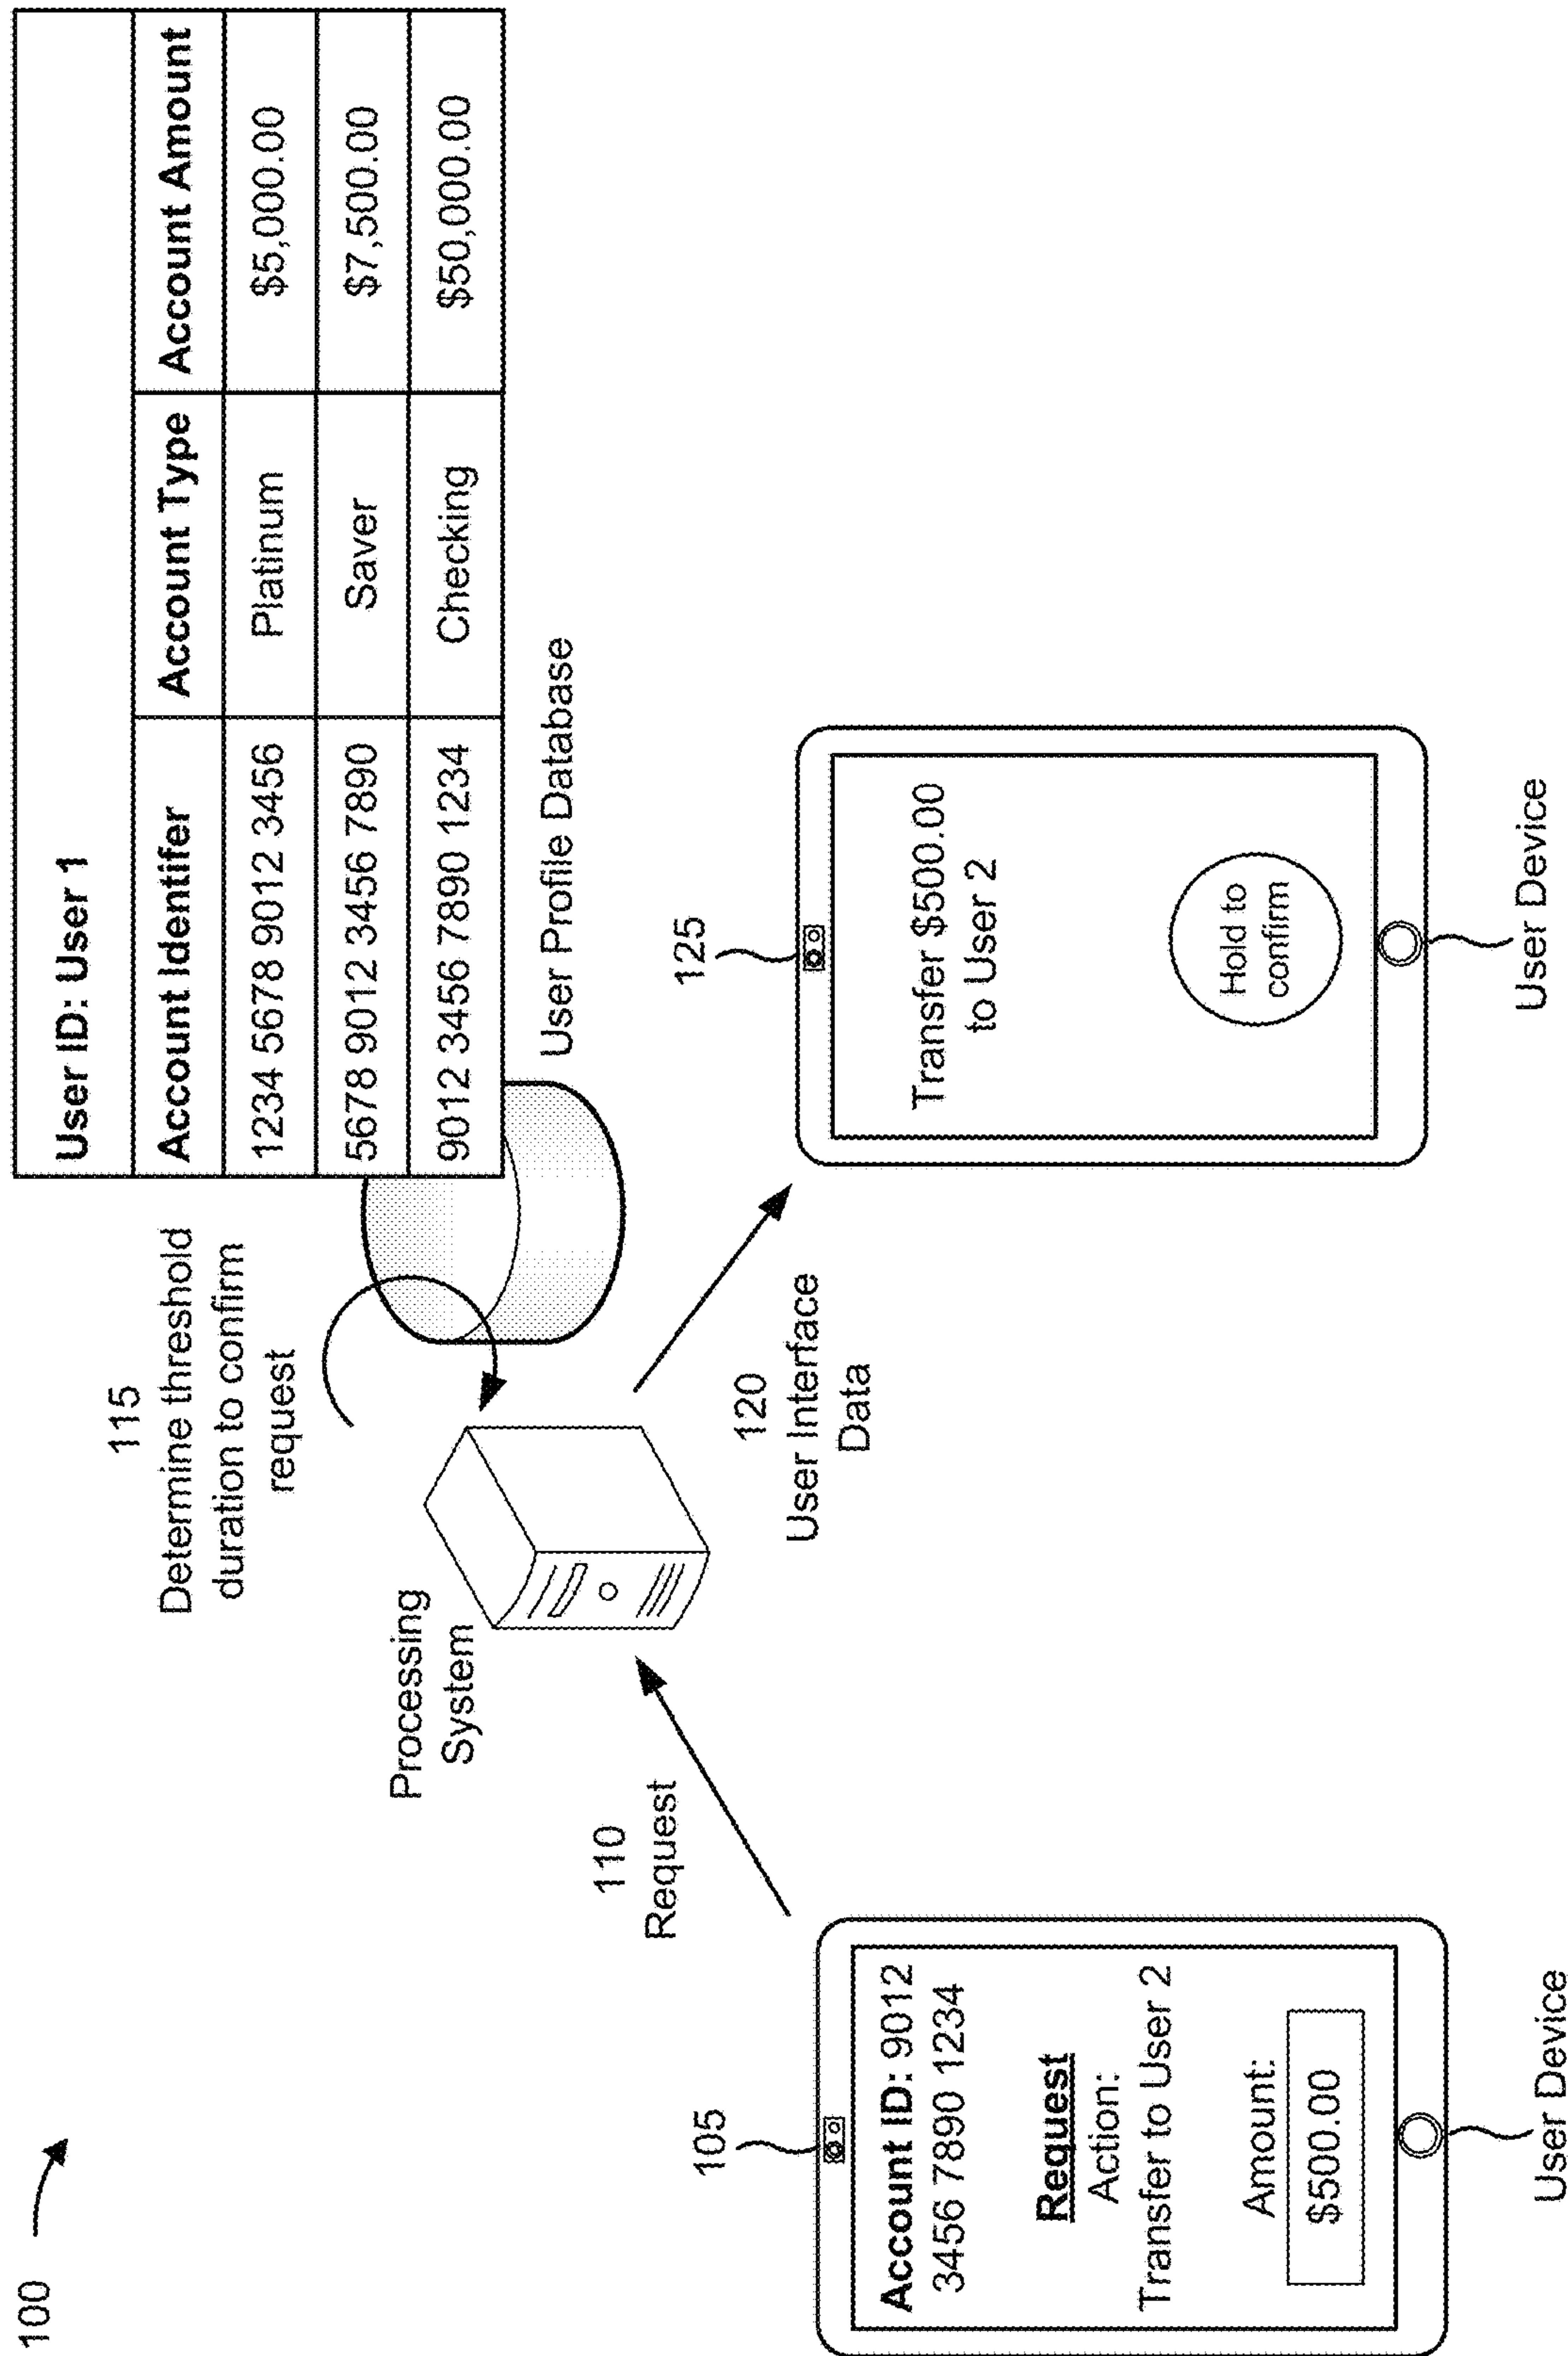 100
115
Determine threshold
duration to confirm
request
User ID: User 1
Account Identifer
Account Type
Account Amount
1234 5678 9012 3456
Platinum
$5,000.00
5678 9012 3456 7890
Saver
$7,500.00
9012 3456 7890 1234
Checking
$50,000.00
User Profile Database
Processing
System
110
Request
120
User Interface
Data
105
Account ID: 9012
3456 7890 1234
Request
Action:
Transfer to User 2
Amount:
$500.00
User Device
125
Transfer $500.00
to User 2
Hold to
confirm
User Device